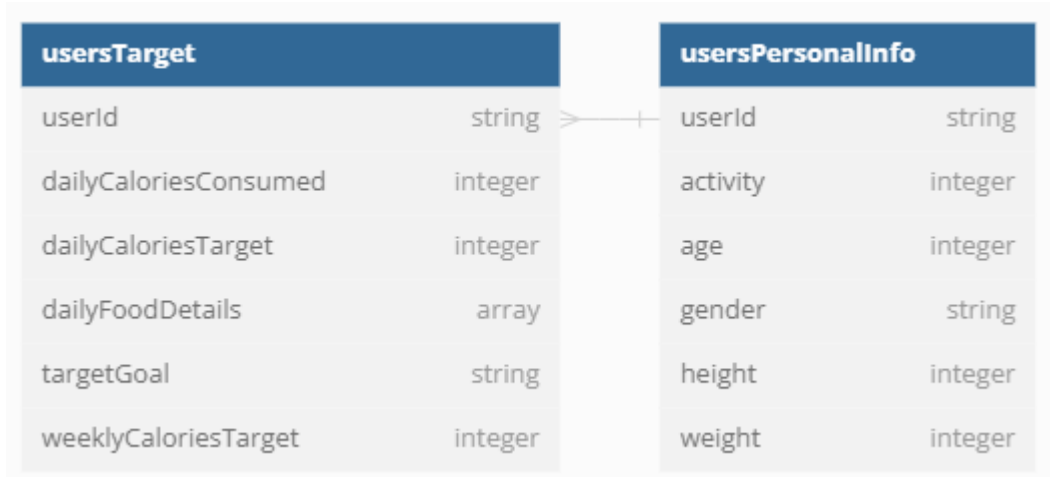 usersTarget
userId string
dailyCaloriesConsumed integer
dailyCaloriesTarget integer
dailyFoodDetails array
targetGoal string
weeklyCaloriesTarget integer
usersPersonalInfo
userId string
activity integer
age integer
gender string
height integer
weight integer